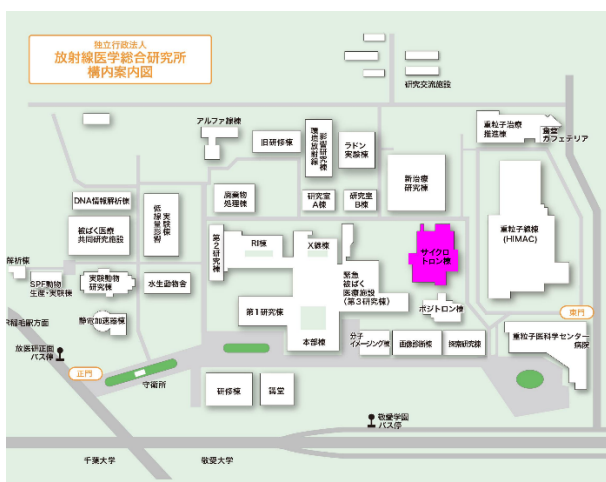 独立行政法人
放射線医学総合研究所
構内案内図
研究交流施設
アルファ線棟
旧研修棟
環境放射線
影響研究棟
ラドン
実験棟
重粒子治療
推進棟
カフェテリア
新治療
研究棟
DNA情報解析棟
低線量影響
実験棟
廃棄物
処理棟
研究室
A棟
研究室
B棟
重粒子線棟
(HIMAC)
被ばく医療
共同研究施設
第2研究棟
RI棟
X線棟
サイクロ
トロン棟
解析棟
SPF動物
生産・実験棟
実験動物
研究棟
水生動物舎
緊急
被ばく
医療施設
(第3研究棟)
ポジトロン棟
東門
R稲毛駅方面
静電加速器棟
第1研究棟
本部棟
分子
イメージング棟
画像診断棟
探索研究棟
重粒子医科学センター
病院
放医研正面
バス停
正門
守衛所
研修棟
講堂
敬愛学園
バス停
千葉大学
敬愛大学